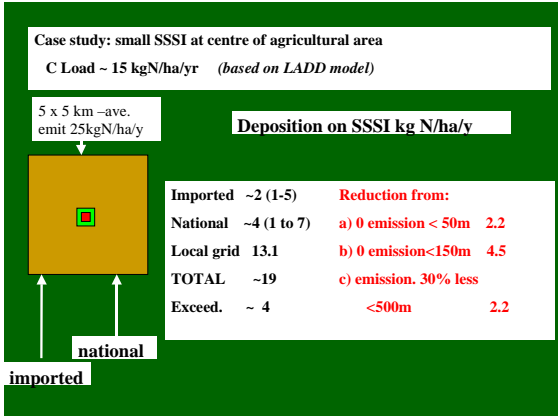 Case study: small SSSI at centre of agricultural area
C Load ~ 15 kgN/ha/yr (based on LADD model)
5 x 5 km –ave.
emit 25kgN/ha/y
Deposition on SSSI kg N/ha/y
Imported ~2 (1-5) Reduction from:
National ~4 (1 to 7) a) 0 emission < 50m 2.2
Local grid 13.1 b) 0 emission<150m 4.5
TOTAL ~19 c) emission. 30% less
Exceed. ~ 4 <500m 2.2
national
imported